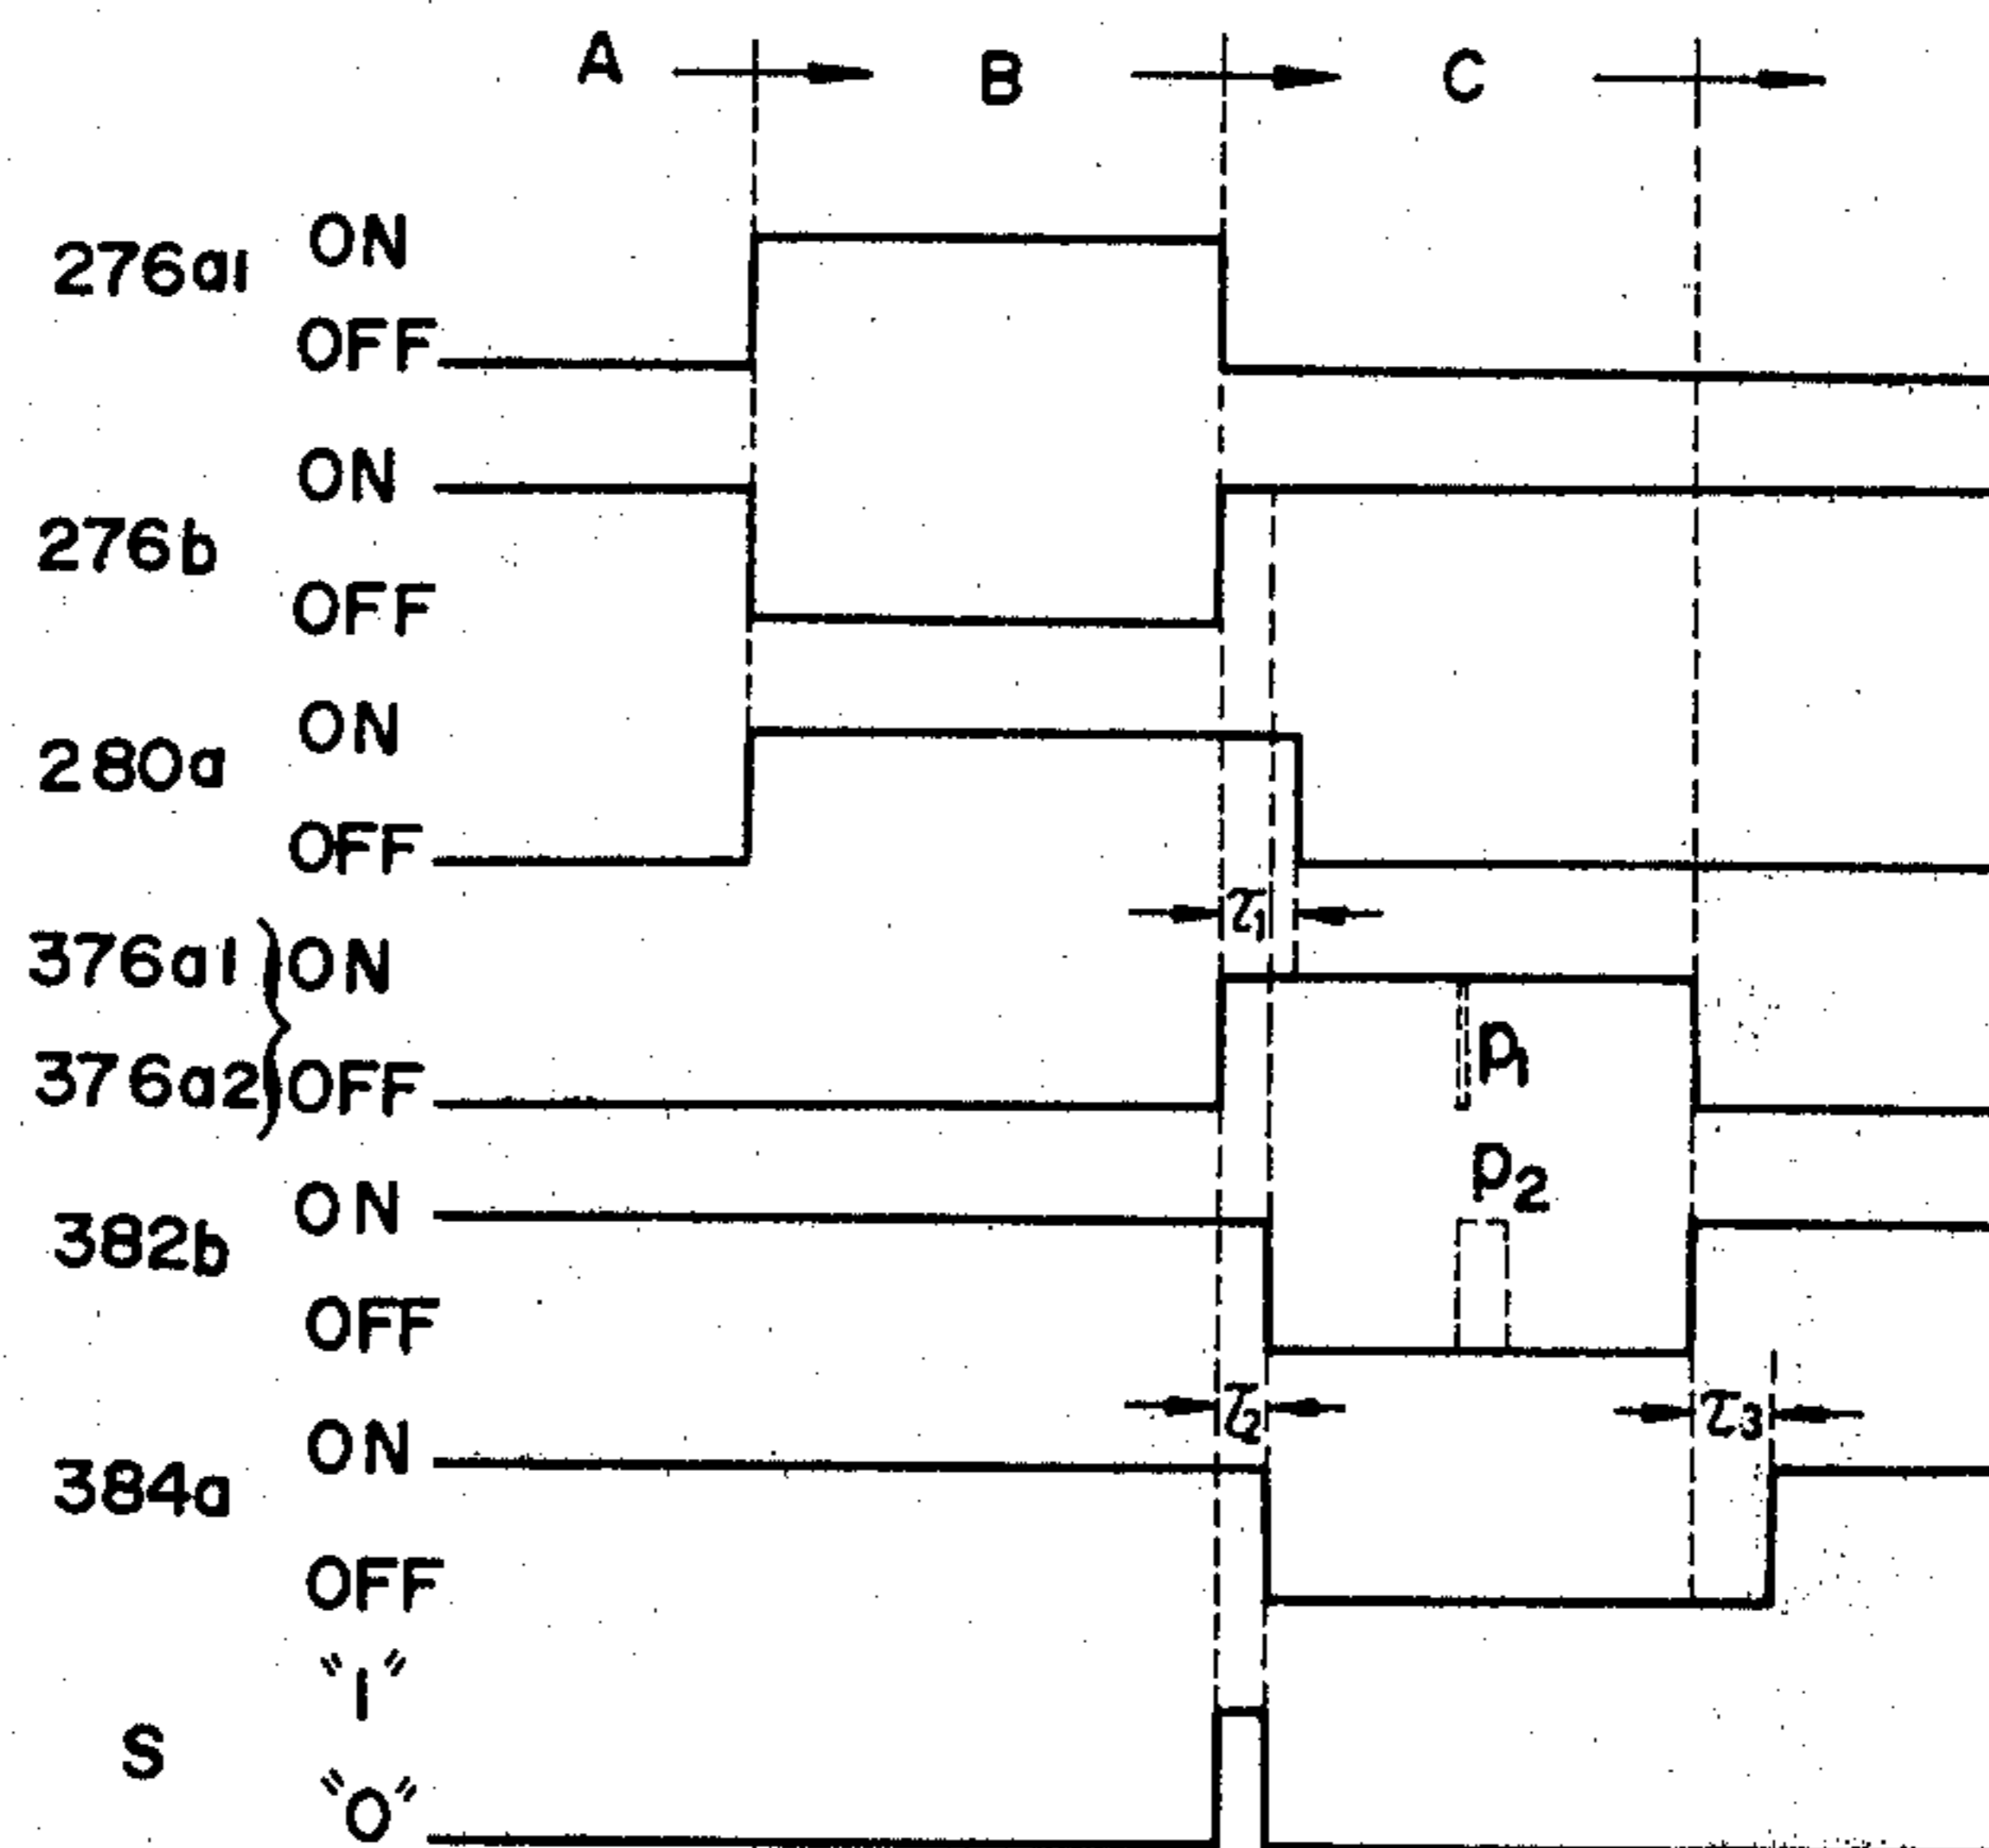 A B C
276a1 ON
OFF
276b ON
OFF
280a ON
OFF
τ1
376a1 ON
376a2 OFF
p1
382b ON
OFF
p2
τ2 τ3
384a ON
OFF
S "1"
"0"